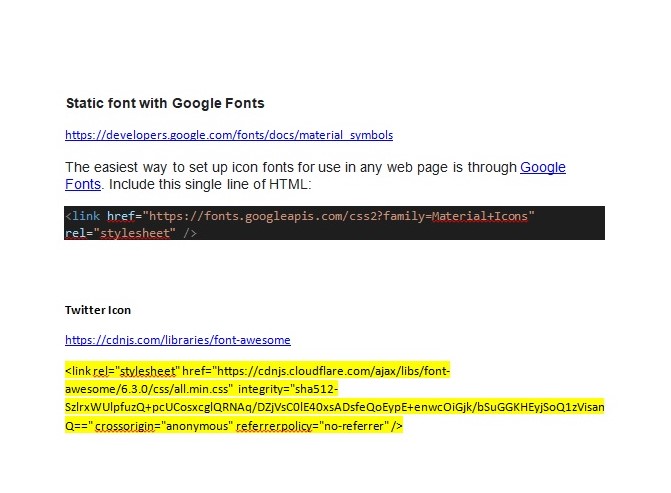 Static font with Google Fonts
https://developers.google.com/fonts/docs/material_symbols
The easiest way to set up icon fonts for use in any web page is through Google
Fonts. Include this single line of HTML:
<link href="https://fonts.googleapis.com/css2?family=Material+Icons"
rel="stylesheet" />
Twitter Icon
https://cdnjs.com/libraries/font-awesome
<link rel="stylesheet" href="https://cdnjs.cloudflare.com/ajax/libs/font-
awesome/6.3.0/css/all.min.css" integrity="sha512-
SzlrxWUlpfuzQ+pcUCosxcglQRNAq/DZjVsC0lE40xsADsfeQoEypE+enwcOiGjk/bSuGGKHEyjSoQ1zVisan
Q==" crossorigin="anonymous" referrerpolicy="no-referrer" />